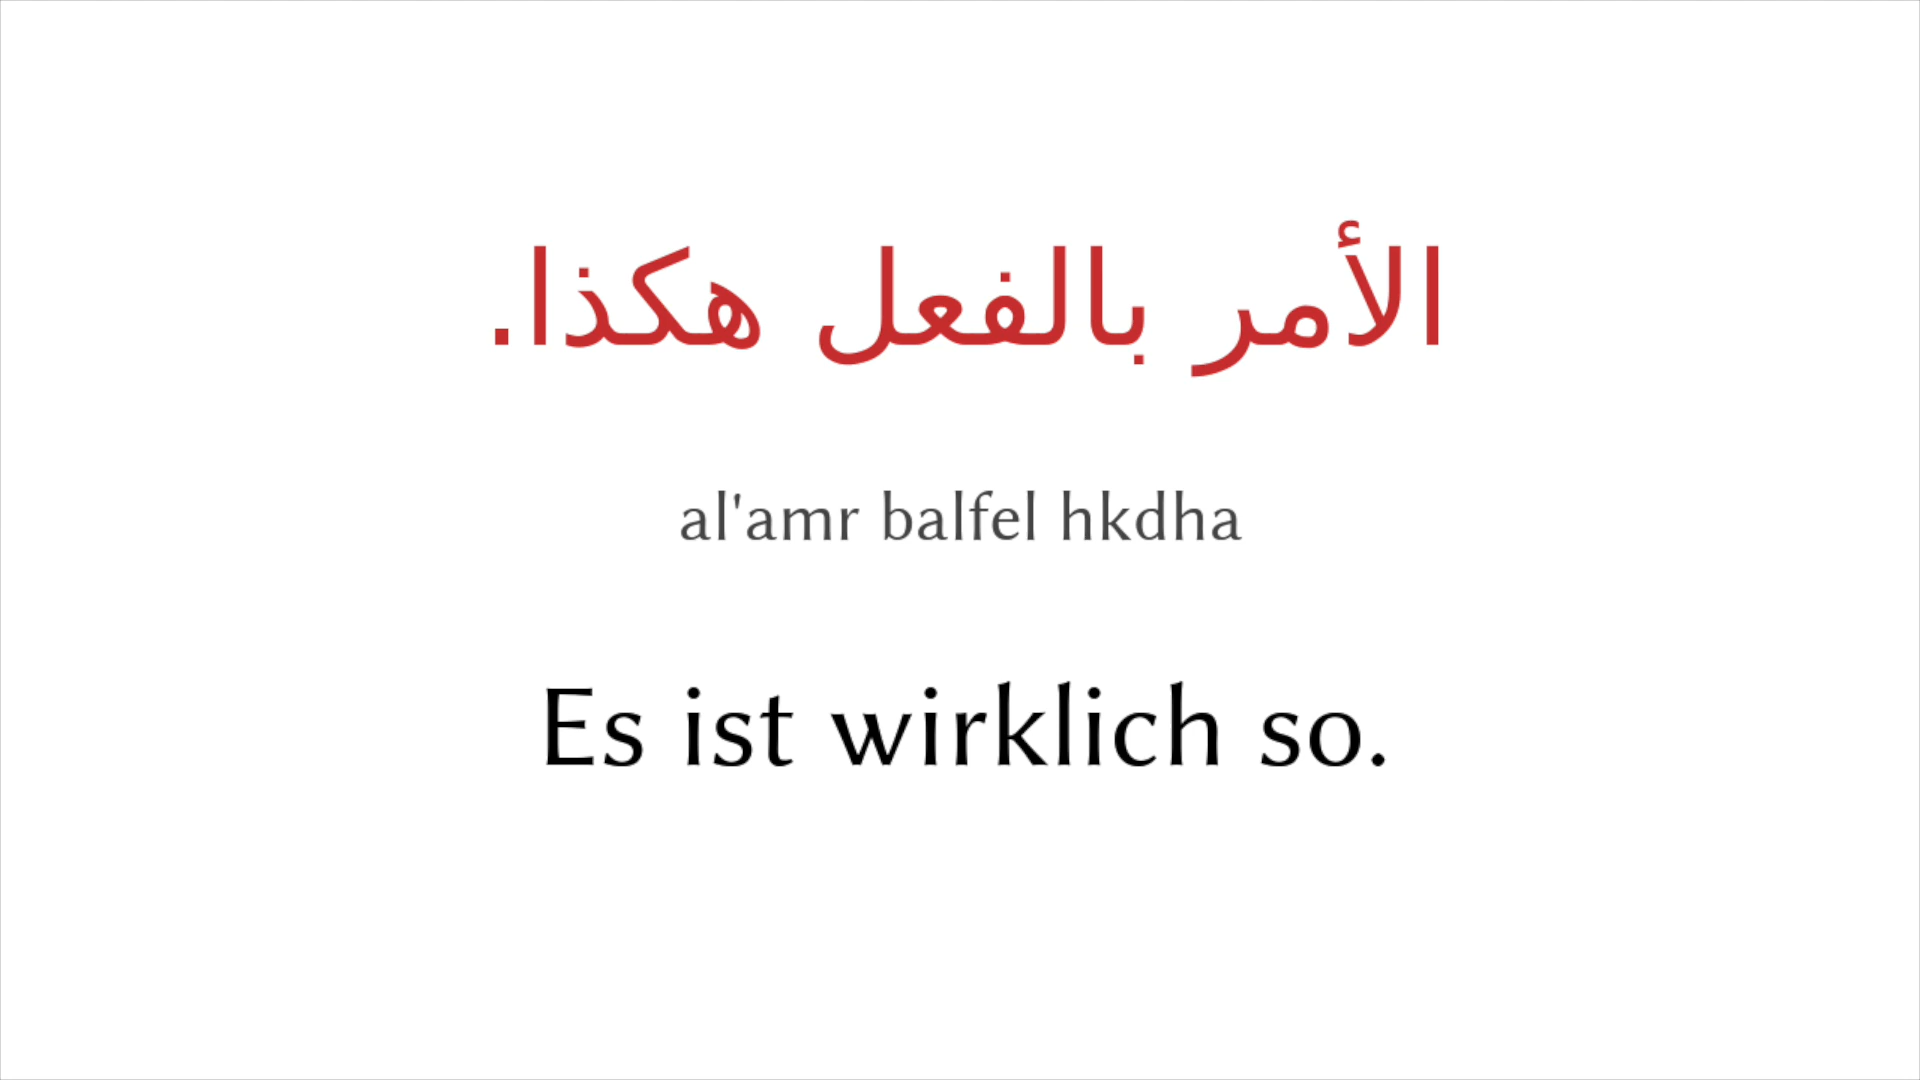 الأمر بالفعل هكذا.
al'amr balfel hkdha
Es ist wirklich so.